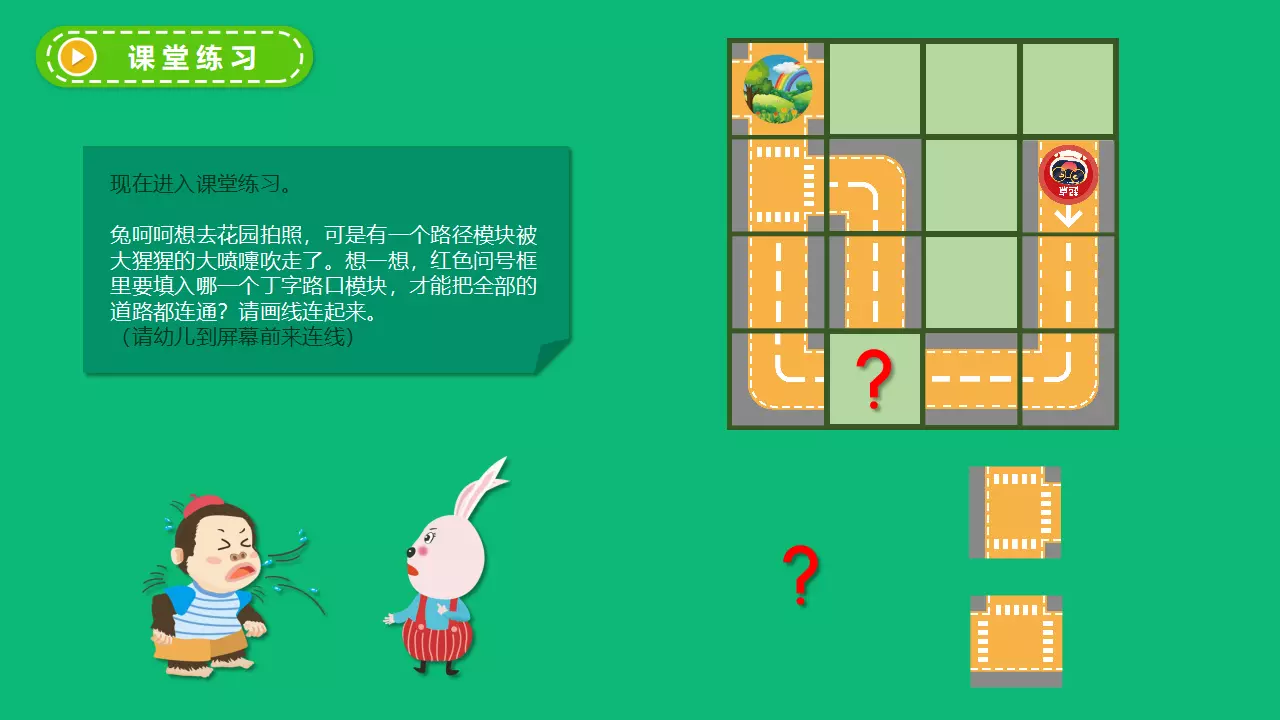 课堂练习
现在进入课堂练习。
兔呵呵想去花园拍照，可是有一个路径模块被
大猩猩的大喷嚏吹走了。想一想，红色问号框
里要填入哪一个丁字路口模块，才能把全部的
道路都连通？请画线连起来。
（请幼儿到屏幕前来连线）
起点
?
?